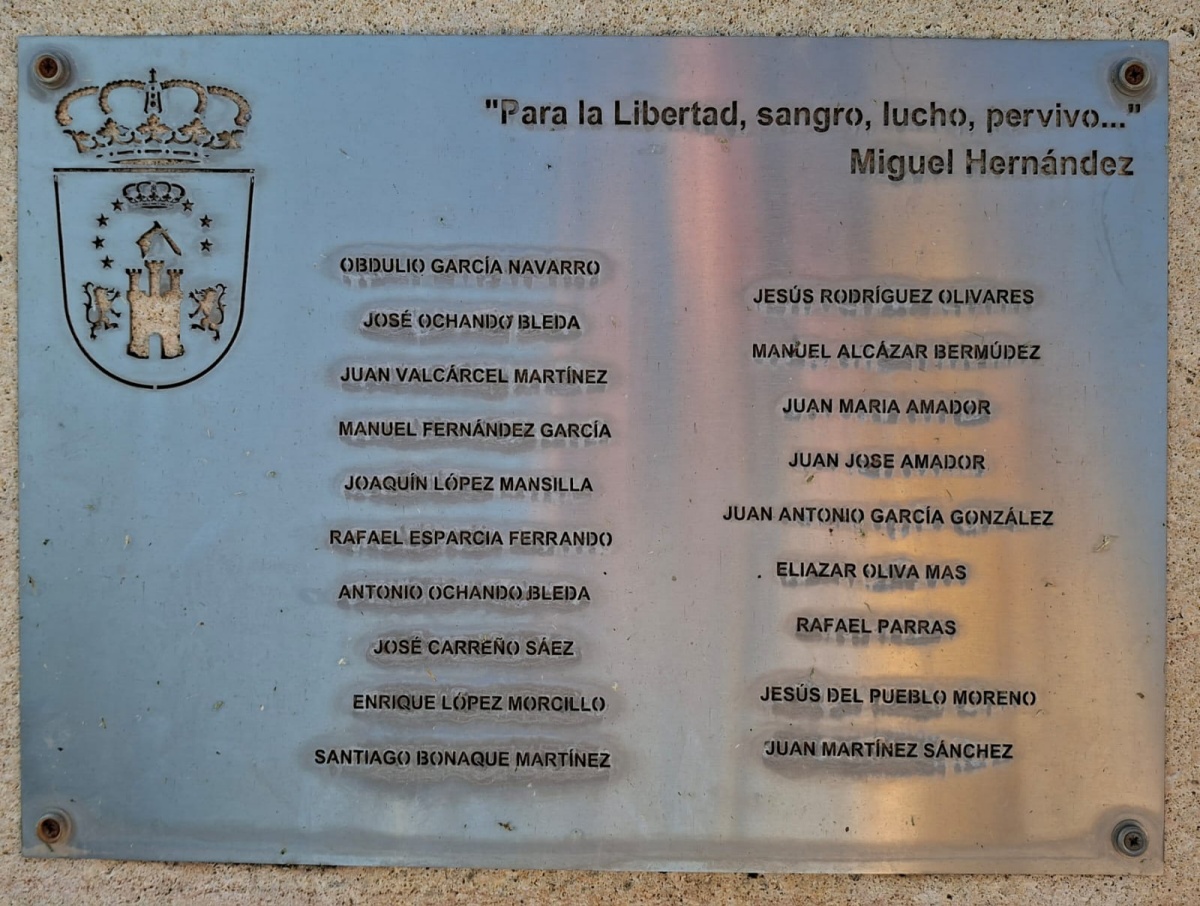 "Para la Libertad, sangro, lucho, pervivo..."
Miguel Hernández
OBDULIO GARCÍA NAVARRO
JOSÉ OCHANDO BLEDA
JUAN VALCÁRCEL MARTÍNEZ
MANUEL FERNÁNDEZ GARCÍA
JOAQUÍN LÓPEZ MANSILLA
RAFAEL ESPARCIA FERRANDO
ANTONIO OCHANDO BLEDA
JOSÉ CARREÑO SÁEZ
ENRIQUE LÓPEZ MORCILLO
SANTIAGO BONAQUE MARTÍNEZ
JESÚS RODRÍGUEZ OLIVARES
MANUEL ALCÁZAR BERMÚDEZ
JUAN MARIA AMADOR
JUAN JOSE AMADOR
JUAN ANTONIO GARCÍA GONZÁLEZ
ELIAZAR OLIVA MAS
RAFAEL PARRAS
JESÚS DEL PUEBLO MORENO
JUAN MARTÍNEZ SÁNCHEZ